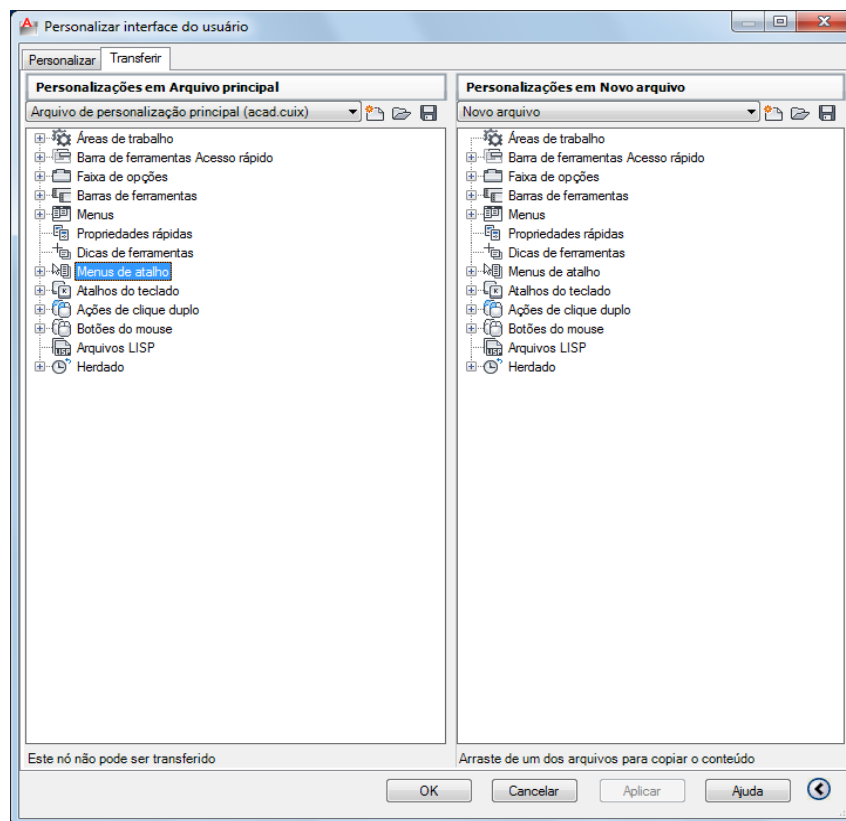 Personalizar interface do usuário
Personalizar
Transferir
Personalizações em Arquivo principal
Arquivo de personalização principal (acad.cuix)
Áreas de trabalho
Barra de ferramentas Acesso rápido
Faixa de opções
Barras de ferramentas
Menus
Propriedades rápidas
Dicas de ferramentas
Menus de atalho
Atalhos do teclado
Ações de clique duplo
Botões do mouse
Arquivos LISP
Herdado
Este nó não pode ser transferido
Personalizações em Novo arquivo
Novo arquivo
Áreas de trabalho
Barra de ferramentas Acesso rápido
Faixa de opções
Barras de ferramentas
Menus
Propriedades rápidas
Dicas de ferramentas
Menus de atalho
Atalhos do teclado
Ações de clique duplo
Botões do mouse
Arquivos LISP
Herdado
Arraste de um dos arquivos para copiar o conteúdo
OK
Cancelar
Aplicar
Ajuda